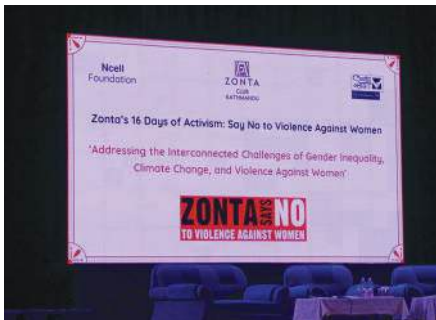 Ncell
Foundation
ZONTA
CLUB
KATHMANDU
Zonta's 16 Days of Activism: Say No to Violence Against Women
'Addressing the Interconnected Challenges of Gender Inequality,
Climate Change, and Violence Against Women'
ZONTA SAYS NO
TO VIOLENCE AGAINST WOMEN